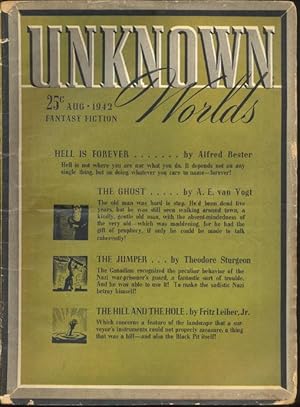 UNKNOWN
Worlds
25c AUG · 1942
FANTASY FICTION
HELL IS FOREVER . . . . . . . by Alfred Bester
Hell is not where you are nor what you do. It depends not on any
single thing, but on doing whatever you care to name—forever!
THE GHOST . . . . . by A. E. van Vogt
The old man was hard to stop. He'd been dead five
years, but he was still seen walking around town, a
kindly, gentle old man, with the absent-mindedness of
the very old—which was maddening, for he had the
gift of prophecy, if only he could be made to talk
coherently!
THE JUMPER . . . by Theodore Sturgeon
The Canadian recognized the peculiar behavior of the
Nazi war-prisoner's guard, a fantastic sort of trouble.
And he was able to use it! To make the sadistic Nazi
betray himself!
THE HILL AND THE HOLE . by Fritz Leiber, Jr.
Which concerns a feature of the landscape that a sur-
veyor's instruments could not properly measure, a thing
that was a hill—and also the Black Pit itself!